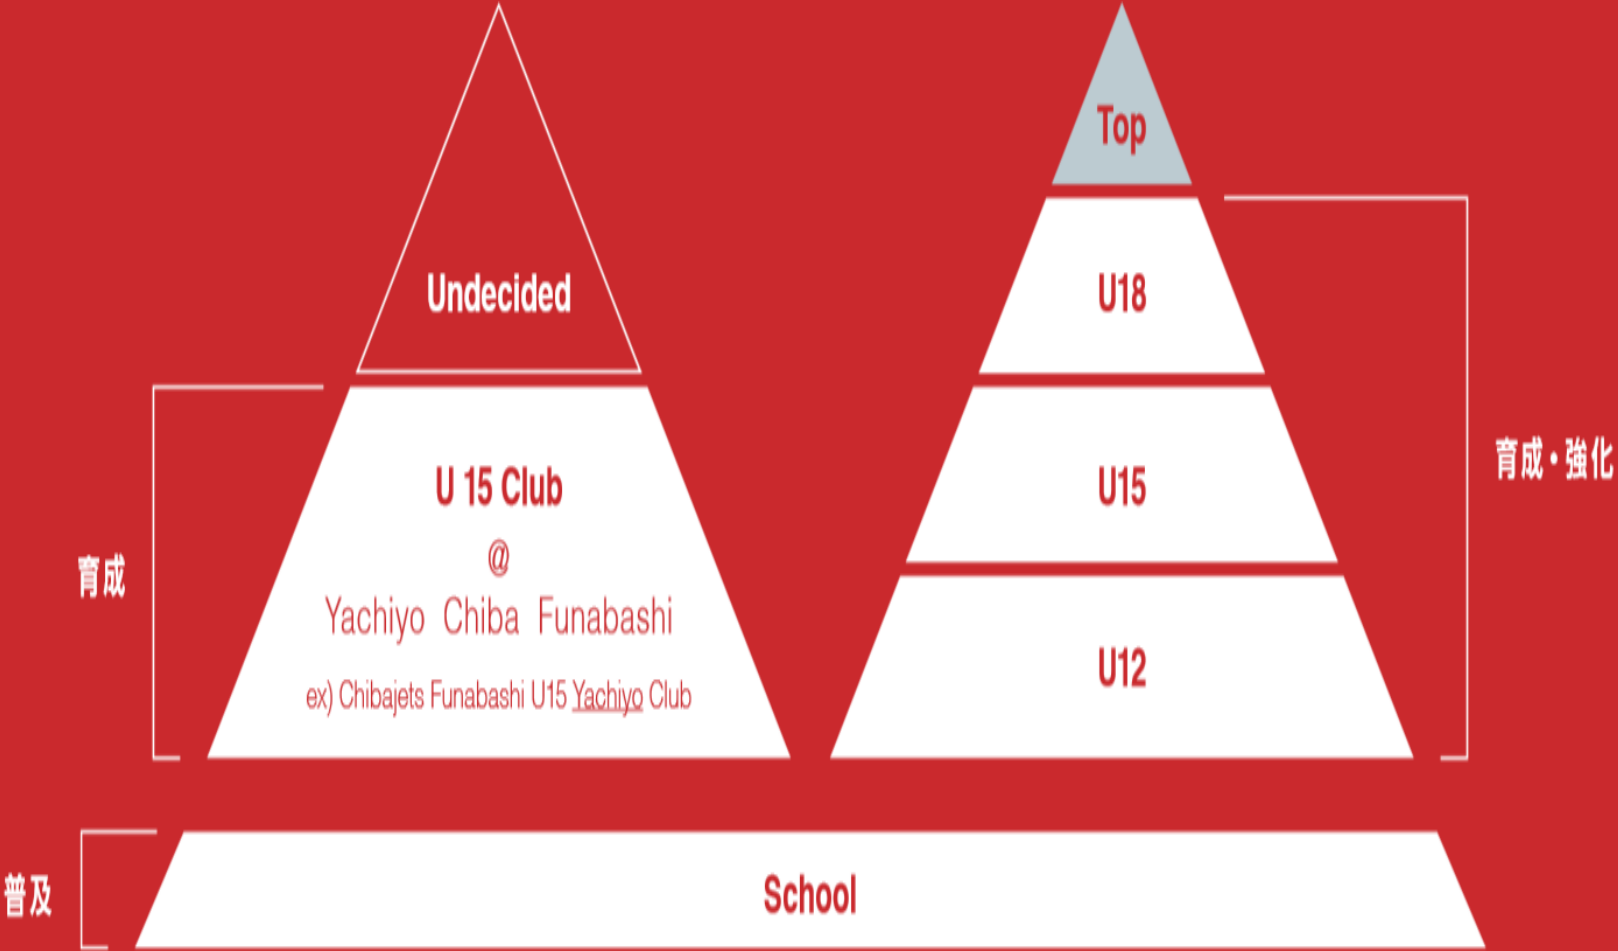 Undecided
育成
U 15 Club
@
Yachiyo Chiba Funabashi
ex) Chibajets Funabashi U15 Yachiyo Club
Top
U18
U15
U12
育成・強化
普及
School